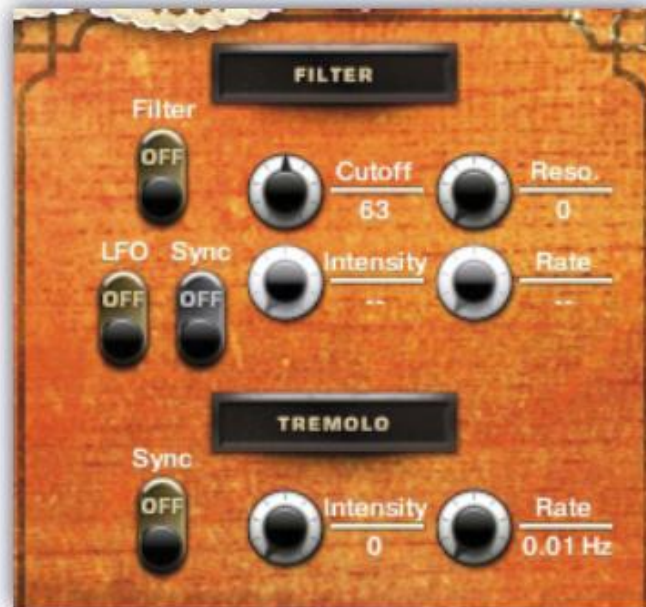 FILTER
Filter
OFF
Cutoff
63
Reso.
0
LFO
OFF
Sync
OFF
Intensity
--
Rate
--
TREMOLO
Sync
OFF
Intensity
0
Rate
0.01 Hz